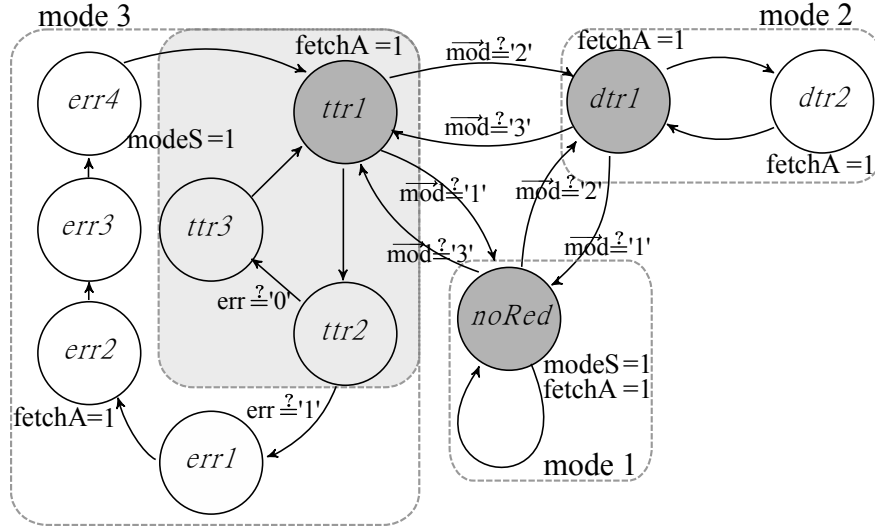 mode 3
mode 2
fetchA =1
fetchA =1
mod≟'2'
err4
ttr1
dtr1
dtr2
mod≟'3'
modeS =1
fetchA =1
mod≟'1'
mod≟'2'
err3
ttr3
mod≟'3'
mod≟'1'
err ≟'0'
noRed
ttr2
err2
modeS =1
fetchA =1
fetchA=1
err ≟'1'
err1
mode 1